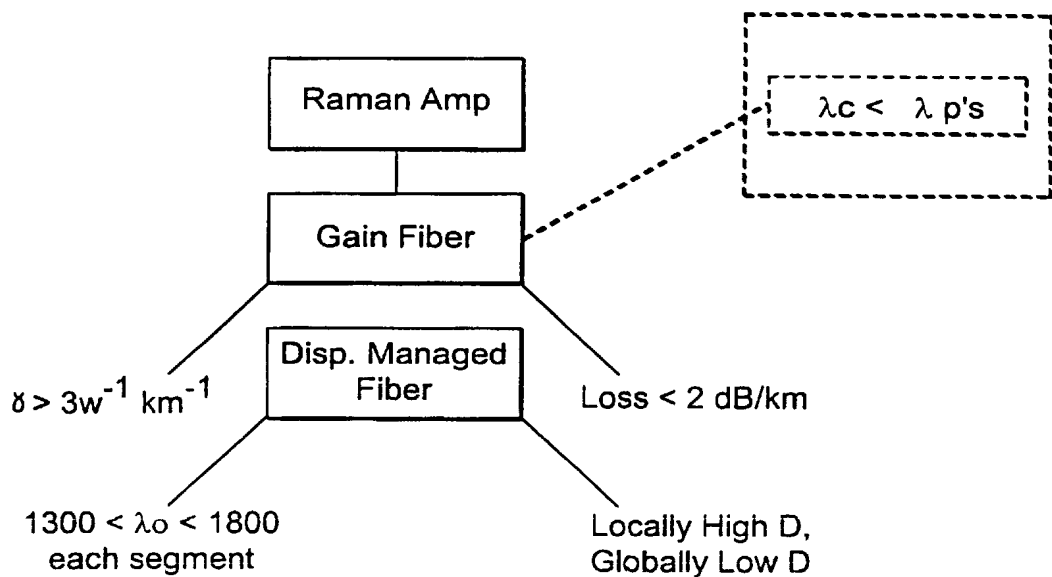 Raman Amp
λc < λ p's
Gain Fiber
Disp. Managed
Fiber
ɣ > 3w⁻¹ km⁻¹
Loss < 2 dB/km
1300 < λo < 1800
each segment
Locally High D,
Globally Low D